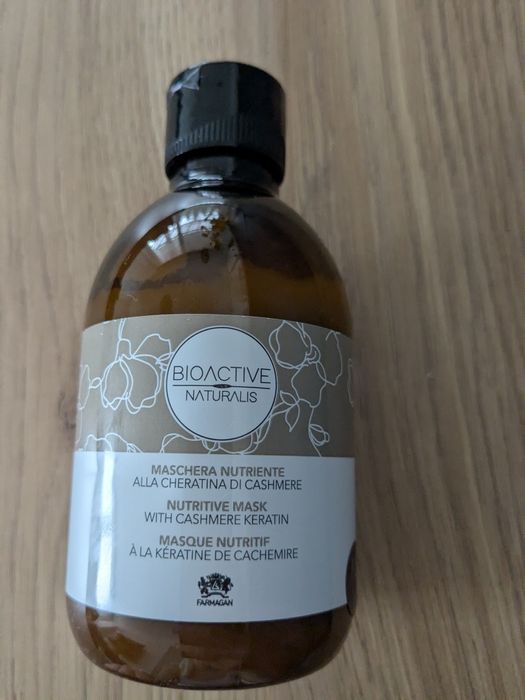 BIOACTIVE
NATURALIS
MASCHERA NUTRIENTE
ALLA CHERATINA DI CASHMERE
NUTRITIVE MASK
WITH CASHMERE KERATIN
MASQUE NUTRITIF
À LA KÉRATINE DE CACHEMIRE
FARMAGAN